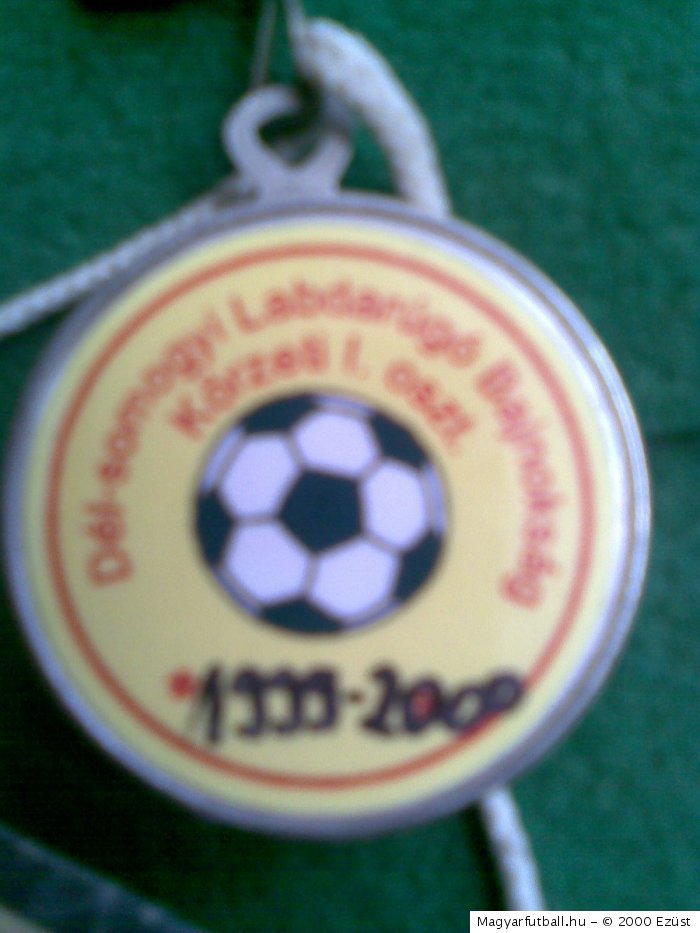 Dél-somogyi Labdarúgó Bajnokság
Körzeti I. oszt.
*1999-2000
Magyarfutball.hu – © 2000 Ezüst